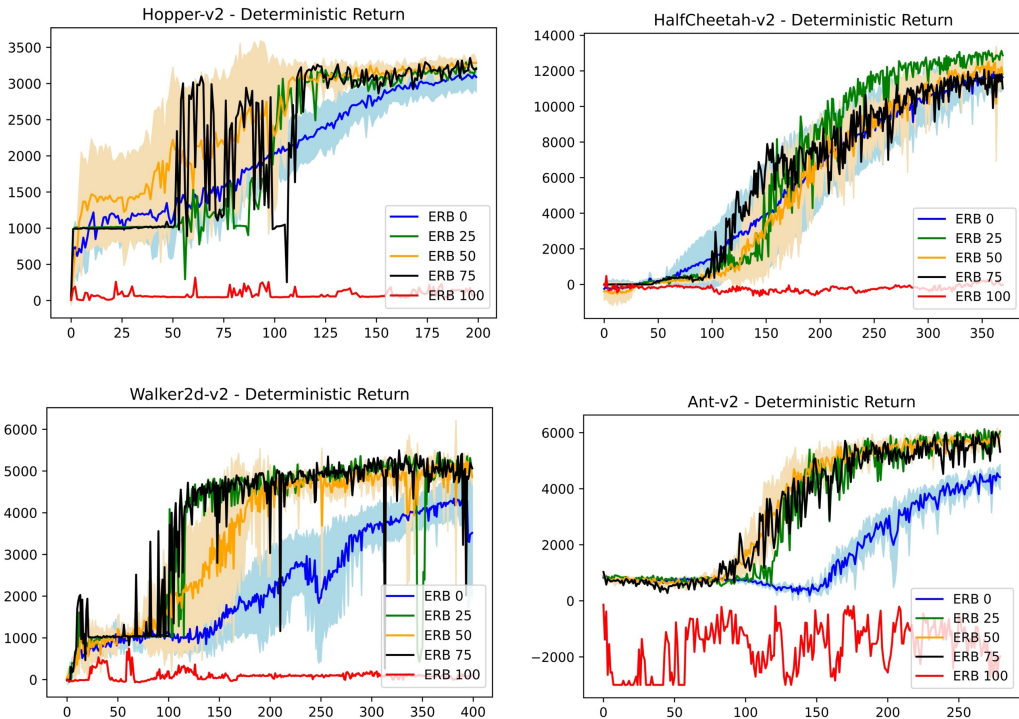 Hopper-v2 - Deterministic Return
3500
3000
2500
2000
1500
1000
500
0
0 25 50 75 100 125 150 175 200
ERB 0
ERB 25
ERB 50
ERB 75
ERB 100
HalfCheetah-v2 - Deterministic Return
14000
12000
10000
8000
6000
4000
2000
0
0 50 100 150 200 250 300 350
ERB 0
ERB 25
ERB 50
ERB 75
ERB 100
Walker2d-v2 - Deterministic Return
6000
5000
4000
3000
2000
1000
0
0 50 100 150 200 250 300 350 400
ERB 0
ERB 25
ERB 50
ERB 75
ERB 100
Ant-v2 - Deterministic Return
6000
4000
2000
0
−2000
0 50 100 150 200 250
ERB 0
ERB 25
ERB 50
ERB 75
ERB 100